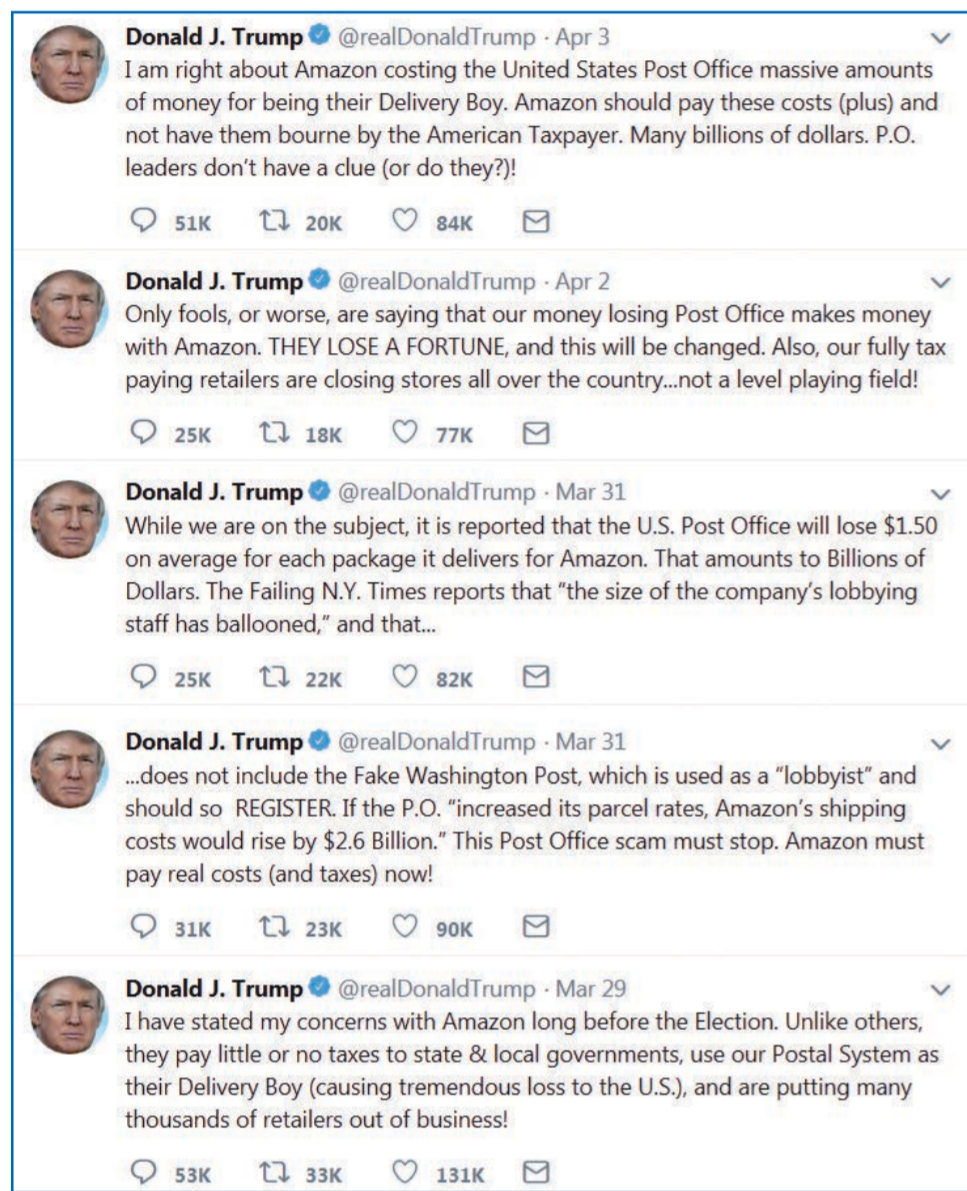 Donald J. Trump @realDonaldTrump · Apr 3
I am right about Amazon costing the United States Post Office massive amounts
of money for being their Delivery Boy. Amazon should pay these costs (plus) and
not have them bourne by the American Taxpayer. Many billions of dollars. P.O.
leaders don't have a clue (or do they?)!
51K 20K 84K
Donald J. Trump @realDonaldTrump · Apr 2
Only fools, or worse, are saying that our money losing Post Office makes money
with Amazon. THEY LOSE A FORTUNE, and this will be changed. Also, our fully tax
paying retailers are closing stores all over the country...not a level playing field!
25K 18K 77K
Donald J. Trump @realDonaldTrump · Mar 31
While we are on the subject, it is reported that the U.S. Post Office will lose $1.50
on average for each package it delivers for Amazon. That amounts to Billions of
Dollars. The Failing N.Y. Times reports that "the size of the company's lobbying
staff has ballooned," and that...
25K 22K 82K
Donald J. Trump @realDonaldTrump · Mar 31
...does not include the Fake Washington Post, which is used as a "lobbyist" and
should so REGISTER. If the P.O. "increased its parcel rates, Amazon's shipping
costs would rise by $2.6 Billion." This Post Office scam must stop. Amazon must
pay real costs (and taxes) now!
31K 23K 90K
Donald J. Trump @realDonaldTrump · Mar 29
I have stated my concerns with Amazon long before the Election. Unlike others,
they pay little or no taxes to state & local governments, use our Postal System as
their Delivery Boy (causing tremendous loss to the U.S.), and are putting many
thousands of retailers out of business!
53K 33K 131K